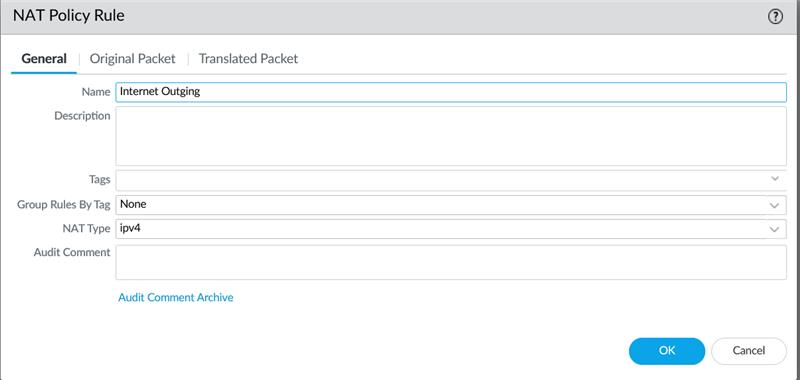 NAT Policy Rule
General
Original Packet
Translated Packet
Name
Internet Outging
Description
Tags
Group Rules By Tag
None
NAT Type
ipv4
Audit Comment
Audit Comment Archive
OK
Cancel